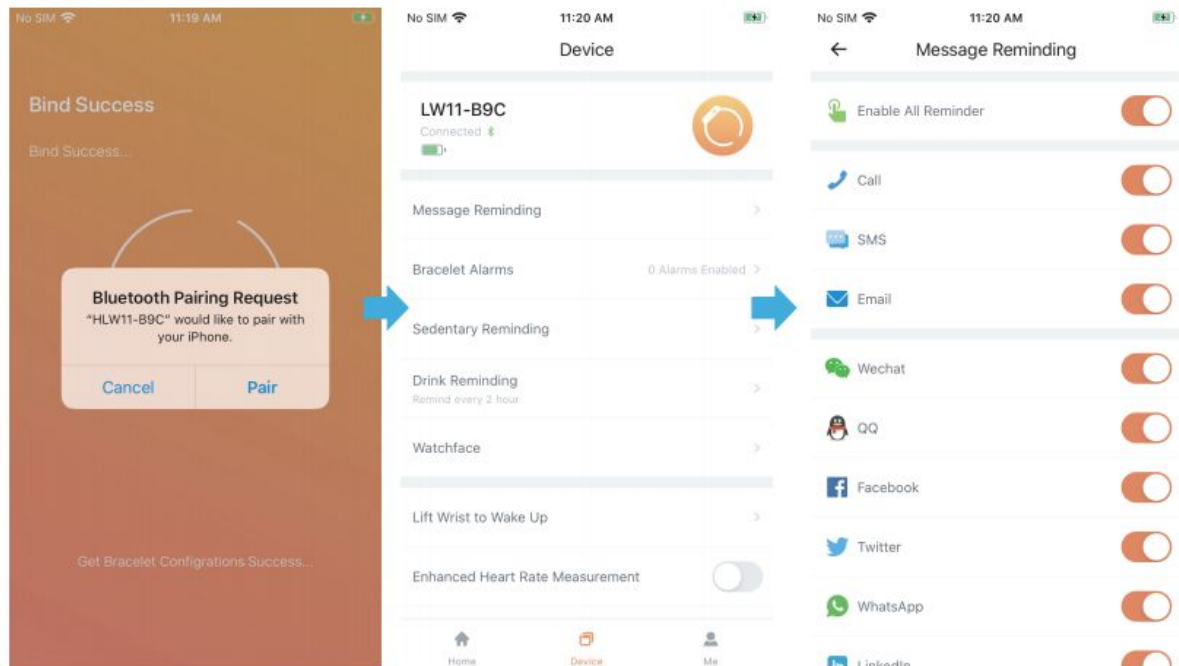 No SIM
11:19 AM
Bind Success
Bind Success...
Bluetooth Pairing Request
"HLW11-B9C" would like to pair with
your iPhone.
Cancel
Pair
Get Bracelet Configrations Success...
No SIM
11:20 AM
Device
LW11-B9C
Connected
Message Reminding
Bracelet Alarms
0 Alarms Enabled
Sedentary Reminding
Drink Reminding
Remind every 2 hour
Watchface
Lift Wrist to Wake Up
Enhanced Heart Rate Measurement
Home
Device
Me
No SIM
11:20 AM
Message Reminding
Enable All Reminder
Call
SMS
Email
Wechat
QQ
Facebook
Twitter
WhatsApp
LinkedIn